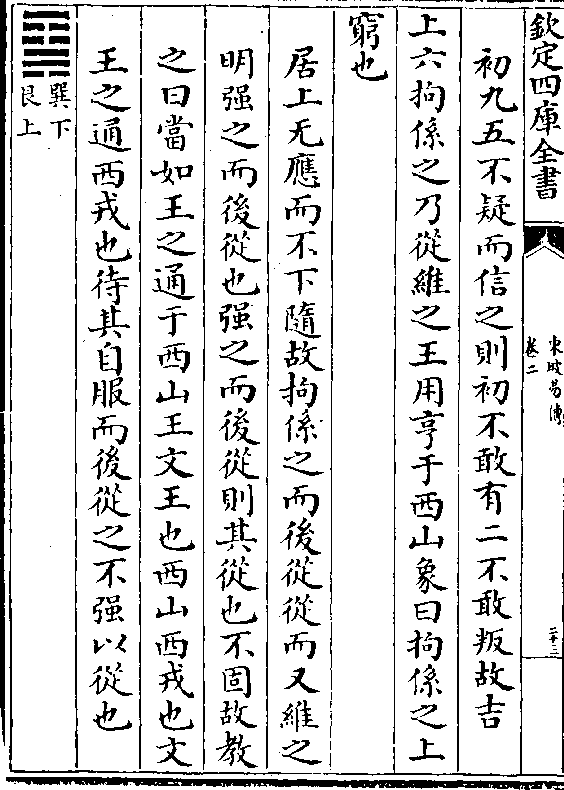 欽定四庫全書
東坡易傳
卷二
二十三
初九五不疑而信之則初不敢有二不敢叛故吉
上六拘係之乃從維之王用亨于西山象曰拘係之上
窮也
居上无應而不下隨故拘係之而後從從而又維之
明强之而後從也强之而後從則其從也不固故教
之曰當如王之通于西山王文王也西山西戎也文
王之通西戎也待其自服而後從之不强以從也
巽下
艮上